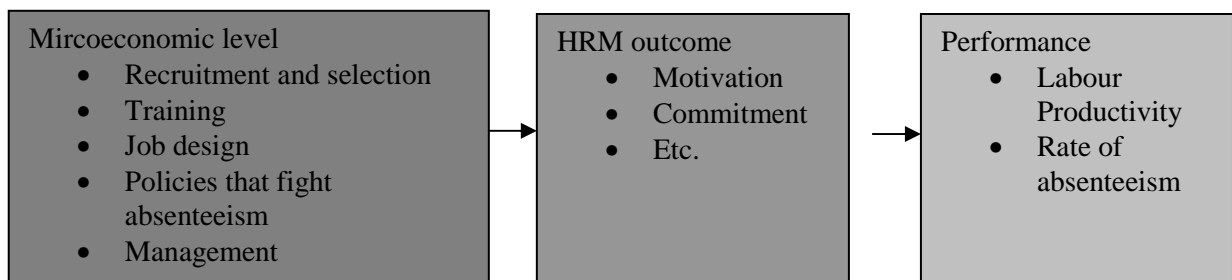 Mircoeconomic level
• Recruitment and selection
• Training
• Job design
• Policies that fight
absenteeism
• Management
HRM outcome
• Motivation
• Commitment
• Etc.
Performance
• Labour
Productivity
• Rate of
absenteeism